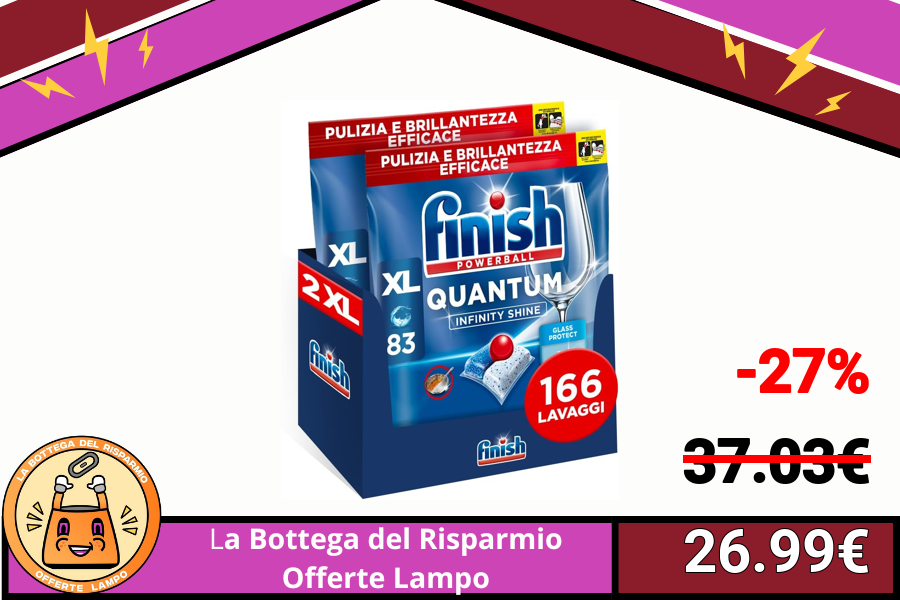 PULIZIA E BRILLANTEZZA
EFFICACE
PULIZIA E BRILLANTEZZA
EFFICACE
finish
POWERBALL
XL
XL
QUANTUM
INFINITY SHINE
83
GLASS
PROTECT
2 XL
finish
166
LAVAGGI
finish
-27%
37.03€
26.99€
LA BOTTEGA DEL RISPARMIO
OFFERTE LAMPO
La Bottega del Risparmio
Offerte Lampo